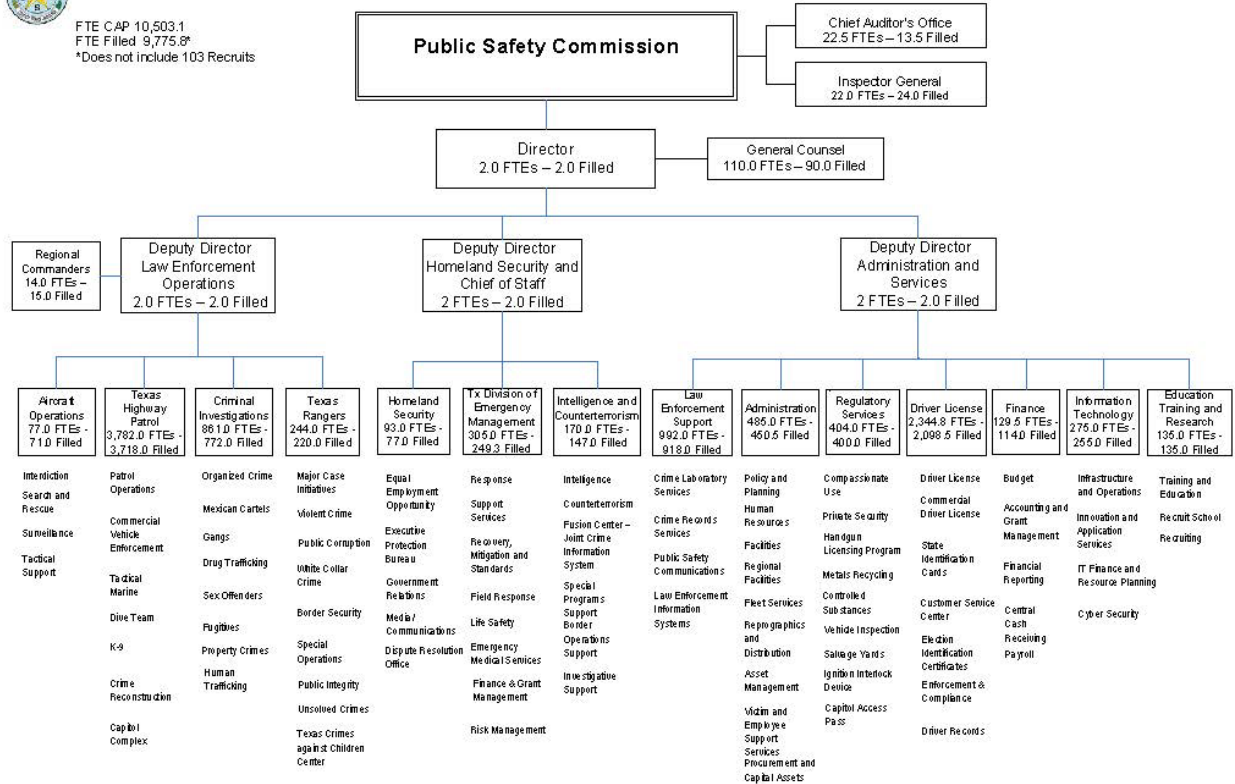 FTE CAP 10,503.1
FTE Filled 9,775.8*
*Does not include 103 Recruits
Public Safety Commission
Chief Auditor's Office
22.5 FTEs – 13.5 Filled
Inspector General
22.0 FTEs – 24.0 Filled
Director
2.0 FTEs – 2.0 Filled
General Counsel
110.0 FTEs – 90.0 Filled
Regional
Commanders
14.0 FTEs –
15.0 Filled
Deputy Director
Law Enforcement
Operations
2.0 FTEs – 2.0 Filled
Deputy Director
Homeland Security and
Chief of Staff
2 FTEs – 2.0 Filled
Deputy Director
Administration and
Services
2 FTEs – 2.0 Filled
Aircraft
Operations
77.0 FTEs -
71.0 Filled
Interdiction
Search and
Rescue
Surveillance
Tactical
Support
Texas
Highway
Patrol
3,782.0 FTEs -
3,718.0 Filled
Patrol
Operations
Commercial
Vehicle
Enforcement
Tactical
Marine
Dive Team
K-9
Crime
Reconstruction
Capitol
Complex
Criminal
Investigations
861.0 FTEs -
772.0 Filled
Organized Crime
Mexican Cartels
Gangs
Drug Trafficking
Sex Offenders
Fugitives
Property Crimes
Human
Trafficking
Texas
Rangers
244.0 FTEs -
220.0 Filled
Major Case
Initiatives
Violent Crime
Public Corruption
White Collar
Crime
Border Security
Special
Operations
Public Integrity
Unsolved Crimes
Texas Crimes
against Children
Center
Homeland
Security
93.0 FTEs -
77.0 Filled
Equal
Employment
Opportunity
Executive
Protection
Bureau
Government
Relations
Media/
Communications
Dispute Resolution
Office
Tx Division of
Emergency
Management
305.0 FTEs -
249.3 Filled
Response
Support
Services
Recovery,
Mitigation and
Standards
Field Response
Life Safety
Emergency
Medical Services
Finance & Grant
Management
Risk Management
Intelligence and
Counterterrorism
170.0 FTEs -
147.0 Filled
Intelligence
Counterterrorism
Fusion Center –
Joint Crime
Information
System
Special
Programs
Support
Border
Operations
Support
Investigative
Support
Law
Enforcement
Support
992.0 FTEs -
918.0 Filled
Crime Laboratory
Services
Crime Records
Services
Public Safety
Communications
Law Enforcement
Information
Systems
Administration
485.0 FTEs -
450.5 Filled
Policy and
Planning
Human
Resources
Facilities
Regional
Facilities
Fleet Services
Reprographics
and
Distribution
Asset
Management
Victim and
Employee
Support
Services
Procurement and
Capital Assets
Regulatory
Services
404.0 FTEs -
400.0 Filled
Compassionate
Use
Private Security
Handgun
Licensing Program
Metals Recycling
Controlled
Substances
Vehicle Inspection
Salvage Yards
Ignition Interlock
Device
Capitol Access
Pass
Driver License
2,344.8 FTEs -
2,098.5 Filled
Driver License
Commercial
Driver License
State
Identification
Cards
Customer Service
Center
Election
Identification
Certificates
Enforcement &
Compliance
Driver Records
Finance
129.5 FTEs -
114.0 Filled
Budget
Accounting and
Grant
Management
Financial
Reporting
Central
Cash
Receiving
Payroll
Information
Technology
275.0 FTEs -
255.0 Filled
Infrastructure
and Operations
Innovation and
Application
Services
IT Finance and
Resource Planning
Cyber Security
Education
Training and
Research
135.0 FTEs -
135.0 Filled
Training and
Education
Recruit School
Recruiting